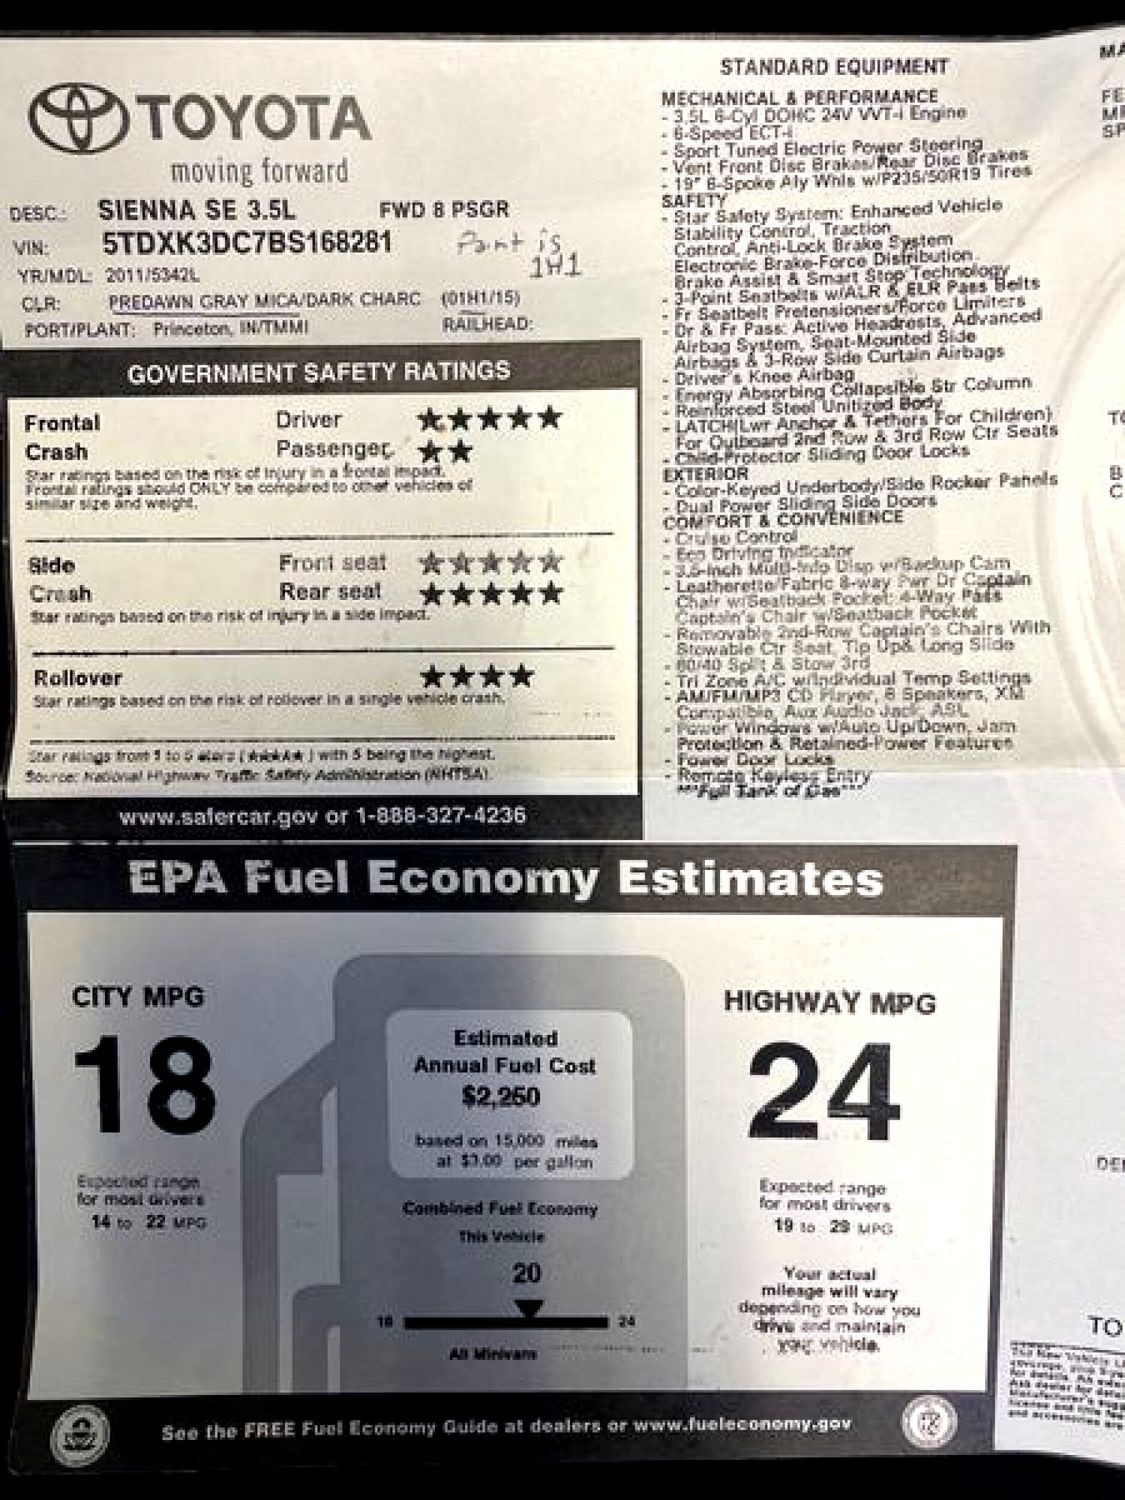 TOYOTA
moving forward
DESC.: SIENNA SE 3.5L FWD 8 PSGR
VIN: 5TDXK3DC7BS168281
Paint is
1H1
YR/MDL: 2011/5342L
CLR: PREDAWN GRAY MICA/DARK CHARC (01H1/15)
PORT/PLANT: Princeton, IN/TMMI RAILHEAD:
GOVERNMENT SAFETY RATINGS
Frontal Driver ★★★★★
Crash Passenger ★★
Star ratings based on the risk of injury in a frontal impact.
Frontal ratings should ONLY be compared to other vehicles of
similar size and weight.
Side Front seat ★★★★★
Crash Rear seat ★★★★★
Star ratings based on the risk of injury in a side impact.
Rollover ★★★★
Star ratings based on the risk of rollover in a single vehicle crash.
Star ratings from 1 to 5 stars (★★★★★) with 5 being the highest.
Source: National Highway Traffic Safety Administration (NHTSA).
www.safercar.gov or 1-888-327-4236
STANDARD EQUIPMENT
MECHANICAL & PERFORMANCE
- 3.5L 6-Cyl DOHC 24V VVT-i Engine
- 6-Speed ECT-i
- Sport Tuned Electric Power Steering
- Vent Front Disc Brakes/Rear Disc Brakes
- 19" 6-Spoke Aly Whls w/P235/50R19 Tires
SAFETY
- Star Safety System: Enhanced Vehicle
Stability Control, Traction
Control, Anti-Lock Brake System
Electronic Brake-Force Distribution
Brake Assist & Smart Stop Technology
- 3-Point Seatbelts w/ALR & ELR Pass Belts
- Fr Seatbelt Pretensioners/Force Limiters
- Dr & Fr Pass: Active Headrests, Advanced
Airbag System, Seat-Mounted Side
Airbags & 3-Row Side Curtain Airbags
- Driver's Knee Airbag
- Energy Absorbing Collapsible Str Column
- Reinforced Steel Unitized Body
- LATCH(Lwr Anchor & Tethers For Children)
For Outboard 2nd Row & 3rd Row Ctr Seats
- Child-Protector Sliding Door Locks
EXTERIOR
- Color-Keyed Underbody/Side Rocker Panels
- Dual Power Sliding Side Doors
COMFORT & CONVENIENCE
- Cruise Control
- Eco Driving Indicator
- 3.5-inch Multi-Info Disp w/Backup Cam
- Leatherette/Fabric 8-way Pwr Dr Captain
Chair w/Seatback Pocket; 4-Way Pass
Captain's Chair w/Seatback Pocket
- Removable 2nd-Row Captain's Chairs With
Stowable Ctr Seat, Tip Up& Long Slide
- 60/40 Split & Stow 3rd
- Tri Zone A/C w/Individual Temp Settings
- AM/FM/MP3 CD Player, 6 Speakers, XM
Compatible, Aux Audio Jack, ASL
- Power Windows w/Auto Up/Down, Jam
Protection & Retained-Power Features
- Power Door Locks
- Remote Keyless Entry
***Full Tank of Gas***
EPA Fuel Economy Estimates
CITY MPG
18
Expected range
for most drivers
14 to 22 MPG
Estimated
Annual Fuel Cost
$2,250
based on 15,000 miles
at $3.00 per gallon
Combined Fuel Economy
This Vehicle
20
18 24
All Minivans
HIGHWAY MPG
24
Expected range
for most drivers
19 to 29 MPG
Your actual
mileage will vary
depending on how you
drive and maintain
your vehicle.
See the FREE Fuel Economy Guide at dealers or www.fueleconomy.gov